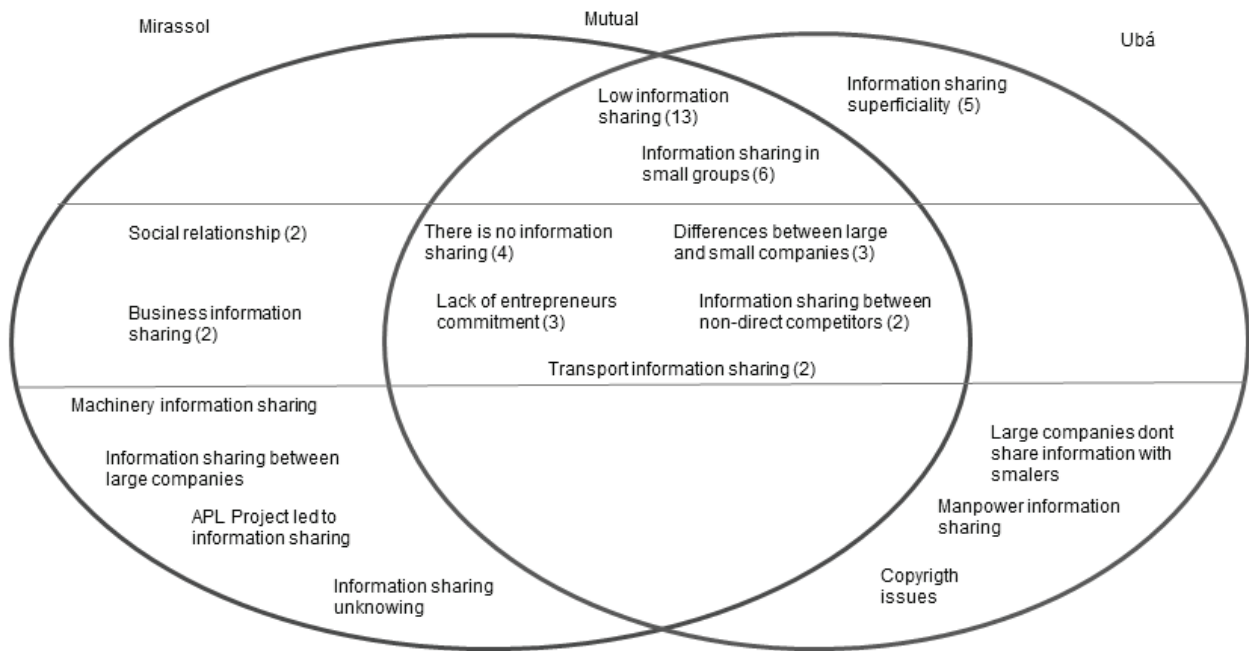 Mirassol
Mutual
Ubá
Low information
sharing (13)
Information sharing
superficiality (5)
Information sharing in
small groups (6)
Social relationship (2)
There is no information
sharing (4)
Differences between large
and small companies (3)
Business information
sharing (2)
Lack of entrepreneurs
commitment (3)
Information sharing between
non-direct competitors (2)
Transport information sharing (2)
Machinery information sharing
Information sharing between
large companies
APL Project led to
information sharing
Information sharing
unknowing
Large companies dont
share information with
smalers
Manpower information
sharing
Copyrigth
issues